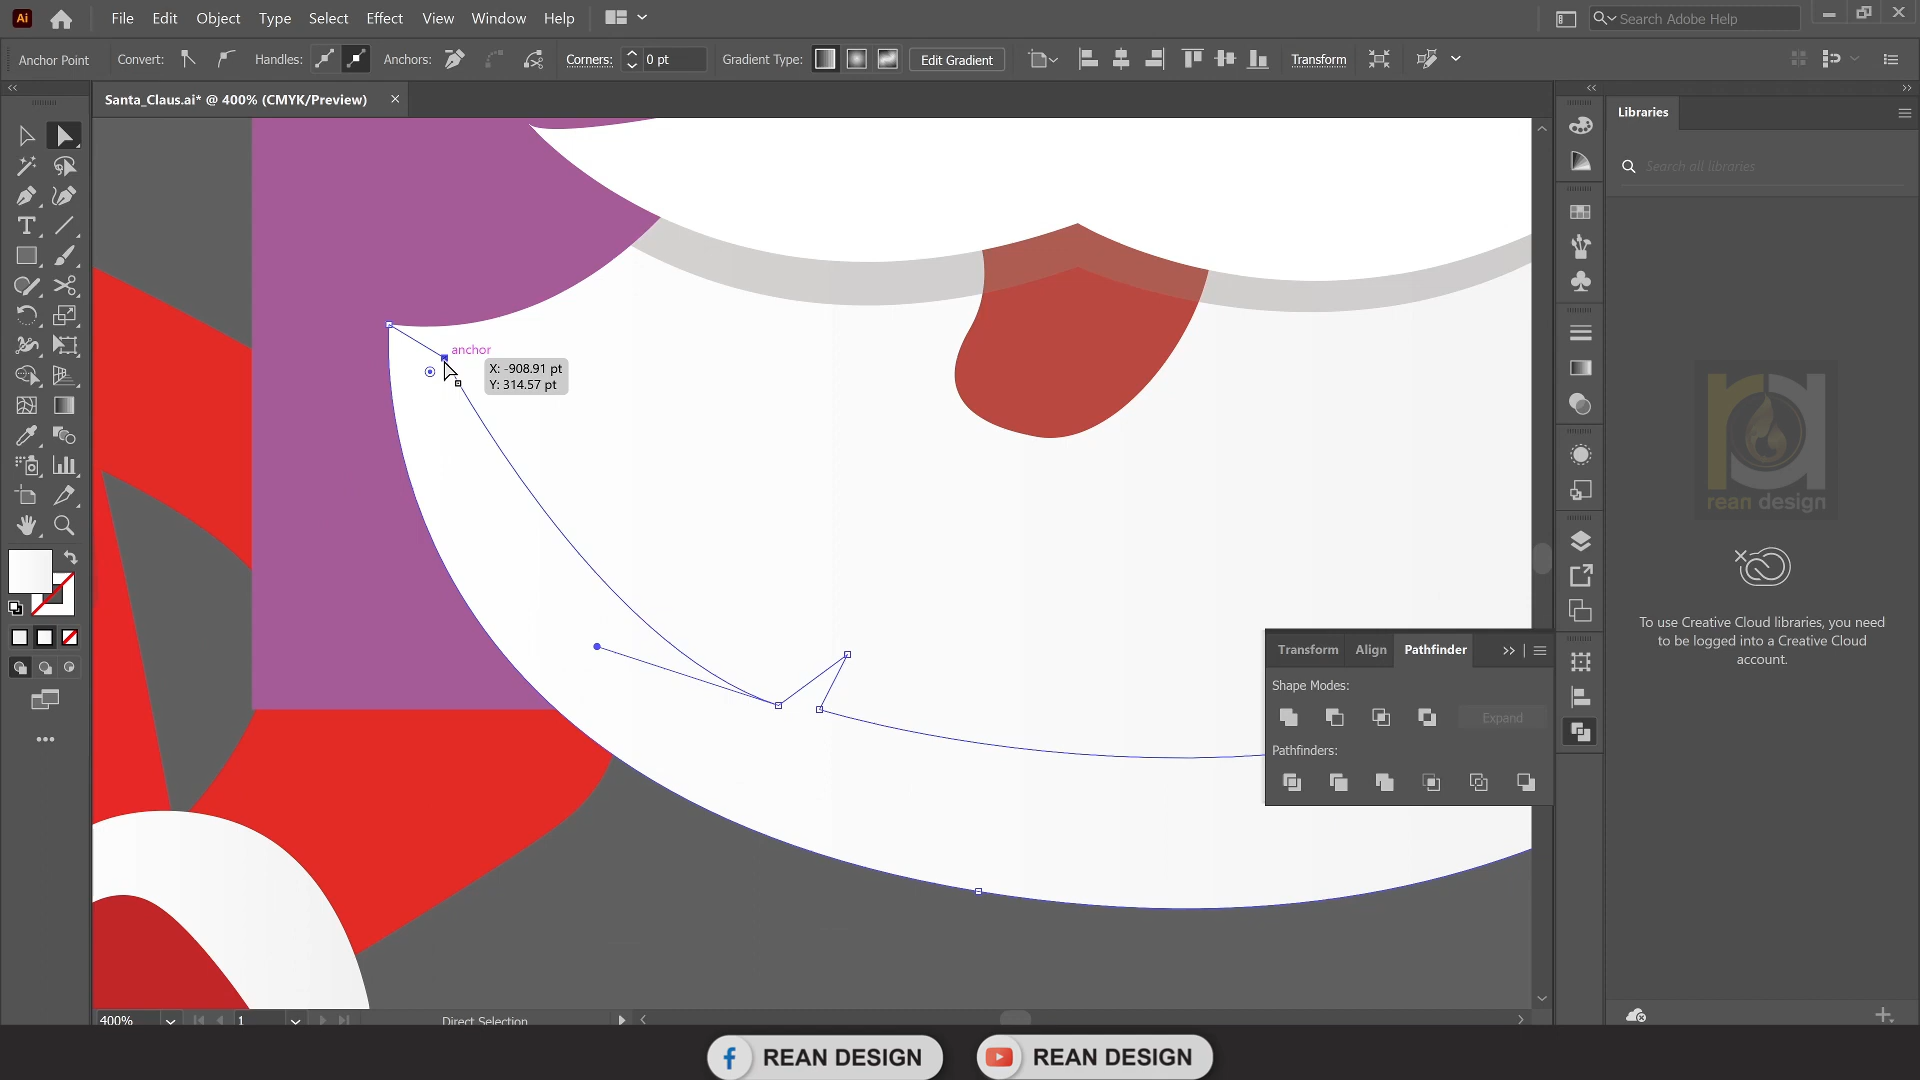 Ai File Edit Object Type Select Effect View Window Help Search Adobe Help
Anchor Point Convert: Handles: Anchors: Corners: 0 pt Gradient Type: Edit Gradient Transform
Santa_Claus.ai* @ 400% (CMYK/Preview)
Libraries
Search all libraries
anchor
X: -908.91 pt
Y: 314.57 pt
rean design
To use Creative Cloud libraries, you need
to be logged into a Creative Cloud
account.
Transform Align Pathfinder
Shape Modes:
Expand
Pathfinders:
400% 1 Direct Selection
REAN DESIGN REAN DESIGN